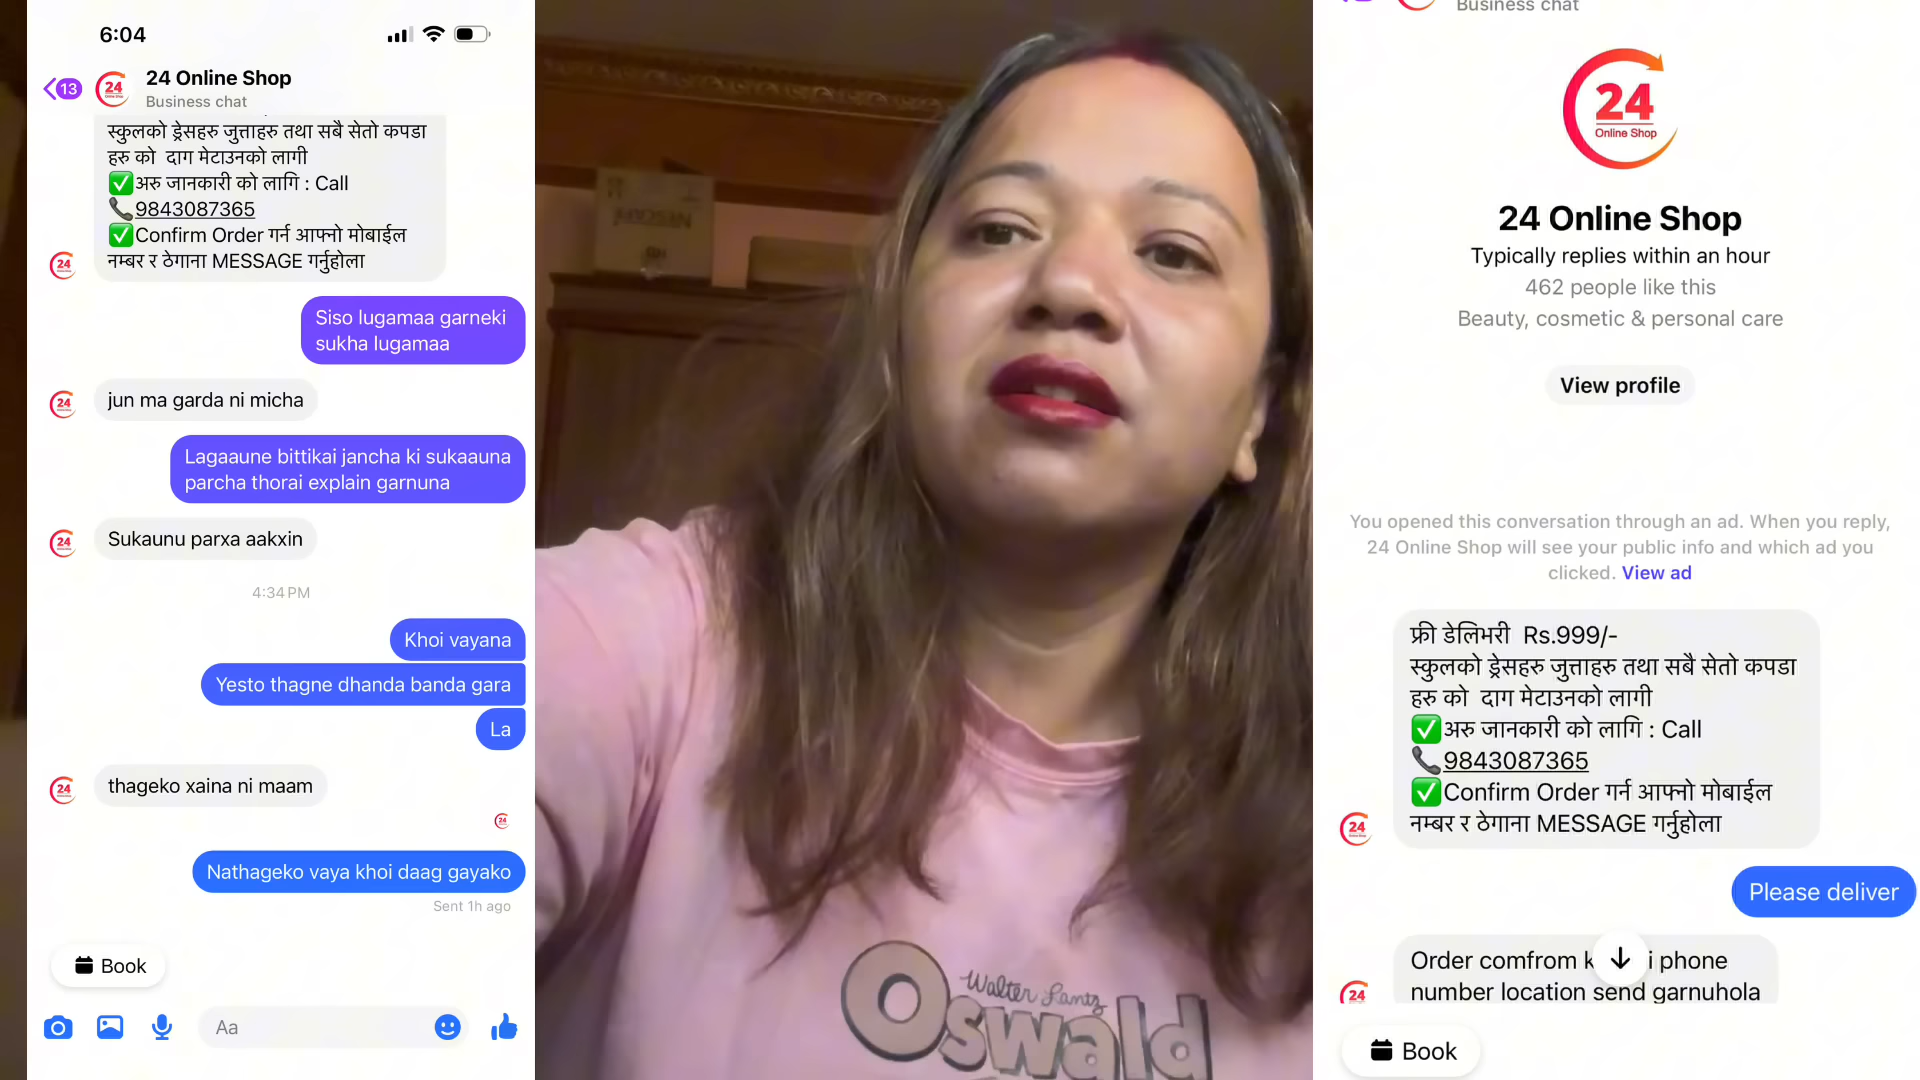 6:04
13
24 Online Shop
Business chat
स्कुलको ड्रेसहरु जुत्ताहरु तथा सबै सेतो कपडा
हरु को दाग मेटाउनको लागी
✅अरु जानकारी को लागि : Call
📞9843087365
✅Confirm Order गर्न आफ्नो मोबाईल
नम्बर र ठेगाना MESSAGE गर्नुहोला
Siso lugamaa garneki
sukha lugamaa
jun ma garda ni micha
Lagaaune bittikai jancha ki sukaauna
parcha thorai explain garnuna
Sukaunu parxa aakxin
4:34 PM
Khoi vayana
Yesto thagne dhanda banda gara
La
thageko xaina ni maam
Nathageko vaya khoi daag gayako
Sent 1h ago
Book
Aa
Walter Lantz
Oswald
Business chat
24
Online Shop
24 Online Shop
Typically replies within an hour
462 people like this
Beauty, cosmetic & personal care
View profile
You opened this conversation through an ad. When you reply,
24 Online Shop will see your public info and which ad you
clicked. View ad
फ्री डेलिभरी Rs.999/-
स्कुलको ड्रेसहरु जुत्ताहरु तथा सबै सेतो कपडा
हरु को दाग मेटाउनको लागी
✅अरु जानकारी को लागि : Call
📞9843087365
✅Confirm Order गर्न आफ्नो मोबाईल
नम्बर र ठेगाना MESSAGE गर्नुहोला
Please deliver
Order comfrom phone
number location send garnuhola
Book